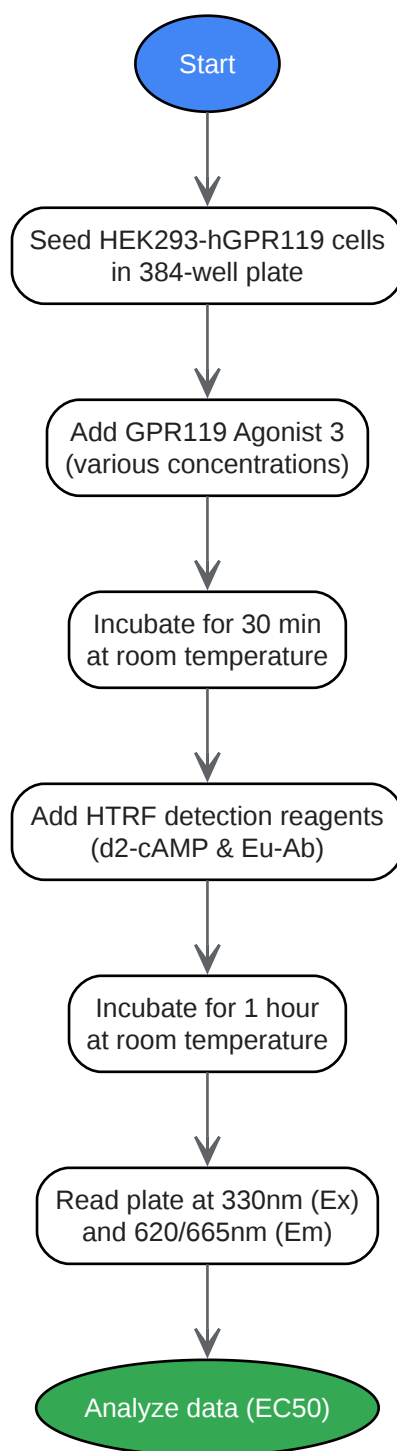 Start
Seed HEK293-hGPR119 cells
in 384-well plate
Add GPR119 Agonist 3
(various concentrations)
Incubate for 30 min
at room temperature
Add HTRF detection reagents
(d2-cAMP & Eu-Ab)
Incubate for 1 hour
at room temperature
Read plate at 330nm (Ex)
and 620/665nm (Em)
Analyze data (EC50)